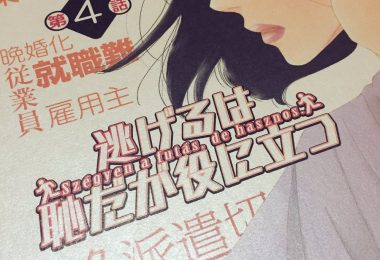 第4話
晩婚化
就職難
従業員
雇用主
逃げるは
Szégyen a futás, de hasznos.
恥だが役に立つ
派遣切